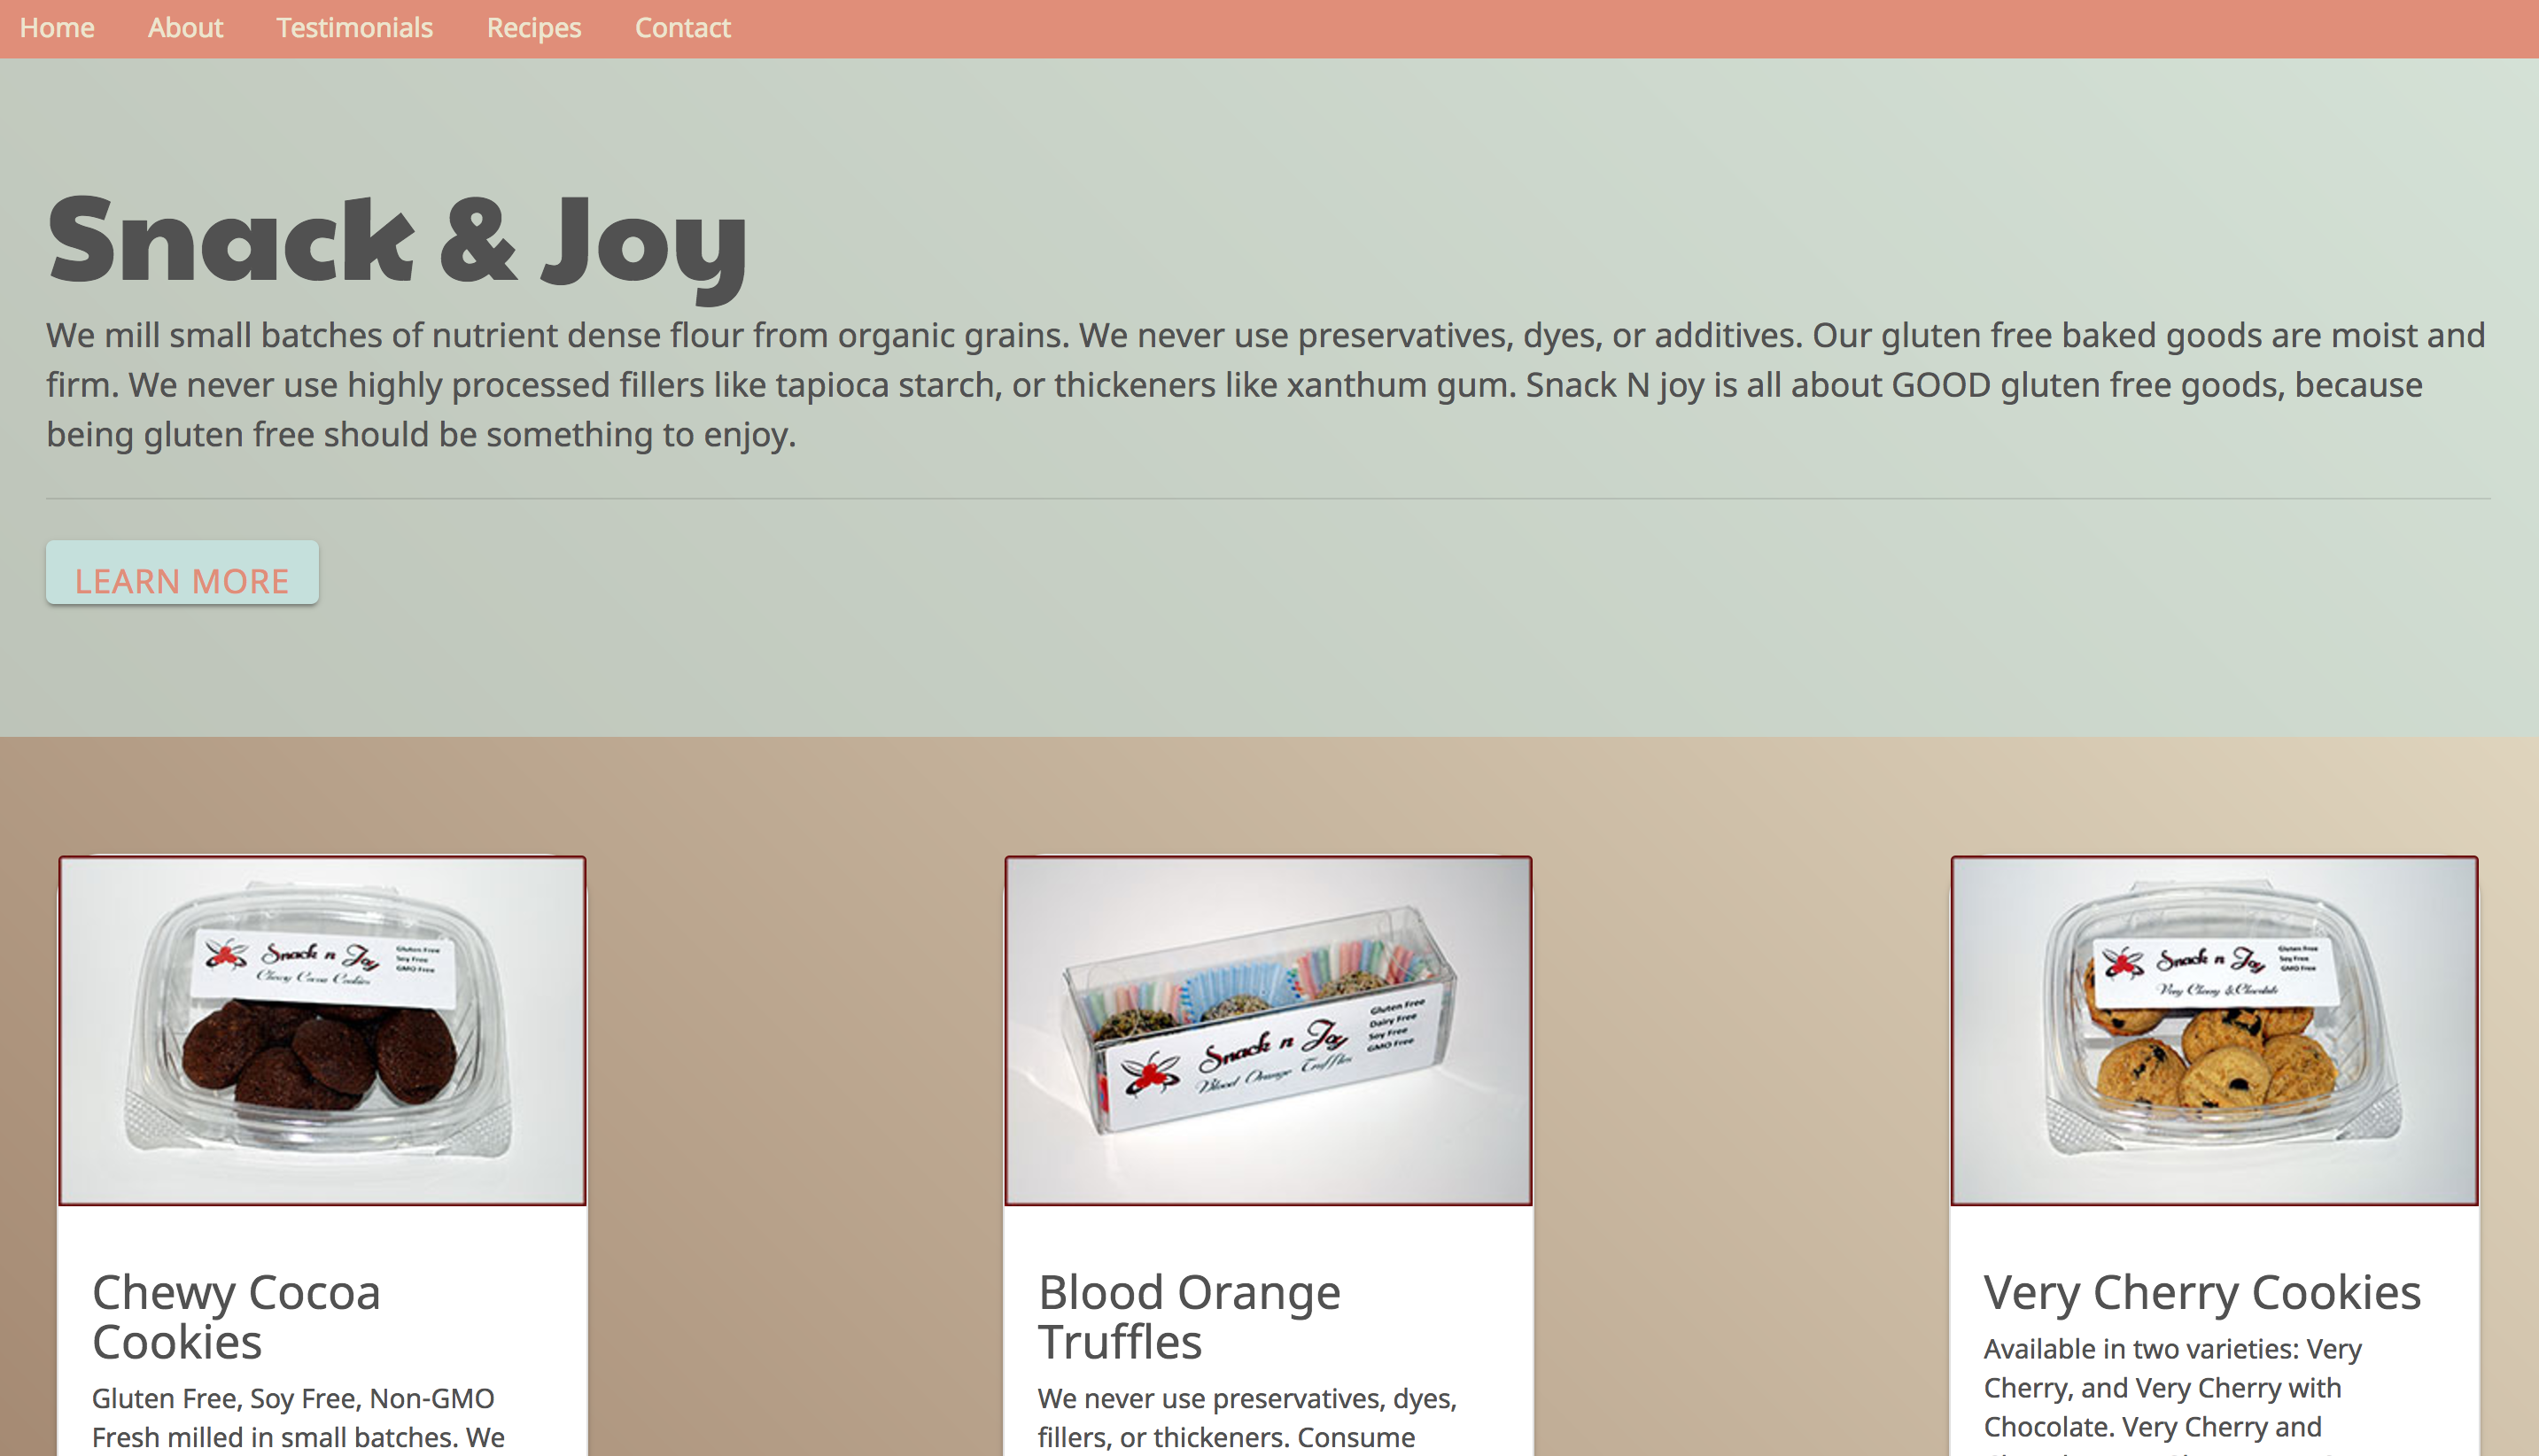 Home About Testimonials Recipes Contact
Snack & Joy
We mill small batches of nutrient dense flour from organic grains. We never use preservatives, dyes, or additives. Our gluten free baked goods are moist and
firm. We never use highly processed fillers like tapioca starch, or thickeners like xanthum gum. Snack N joy is all about GOOD gluten free goods, because
being gluten free should be something to enjoy.
LEARN MORE
Snack n Joy
Chewy Cocoa Cookies
Gluten Free
Soy Free
GMO Free
Snack n Joy
Blood Orange Truffles
Gluten Free
Dairy Free
Soy Free
GMO Free
Snack n Joy
Very Cherry & Chocolate
Gluten Free
Soy Free
GMO Free
Chewy Cocoa
Cookies
Gluten Free, Soy Free, Non-GMO
Fresh milled in small batches. We
Blood Orange
Truffles
We never use preservatives, dyes,
fillers, or thickeners. Consume
Very Cherry Cookies
Available in two varieties: Very
Cherry, and Very Cherry with
Chocolate. Very Cherry and